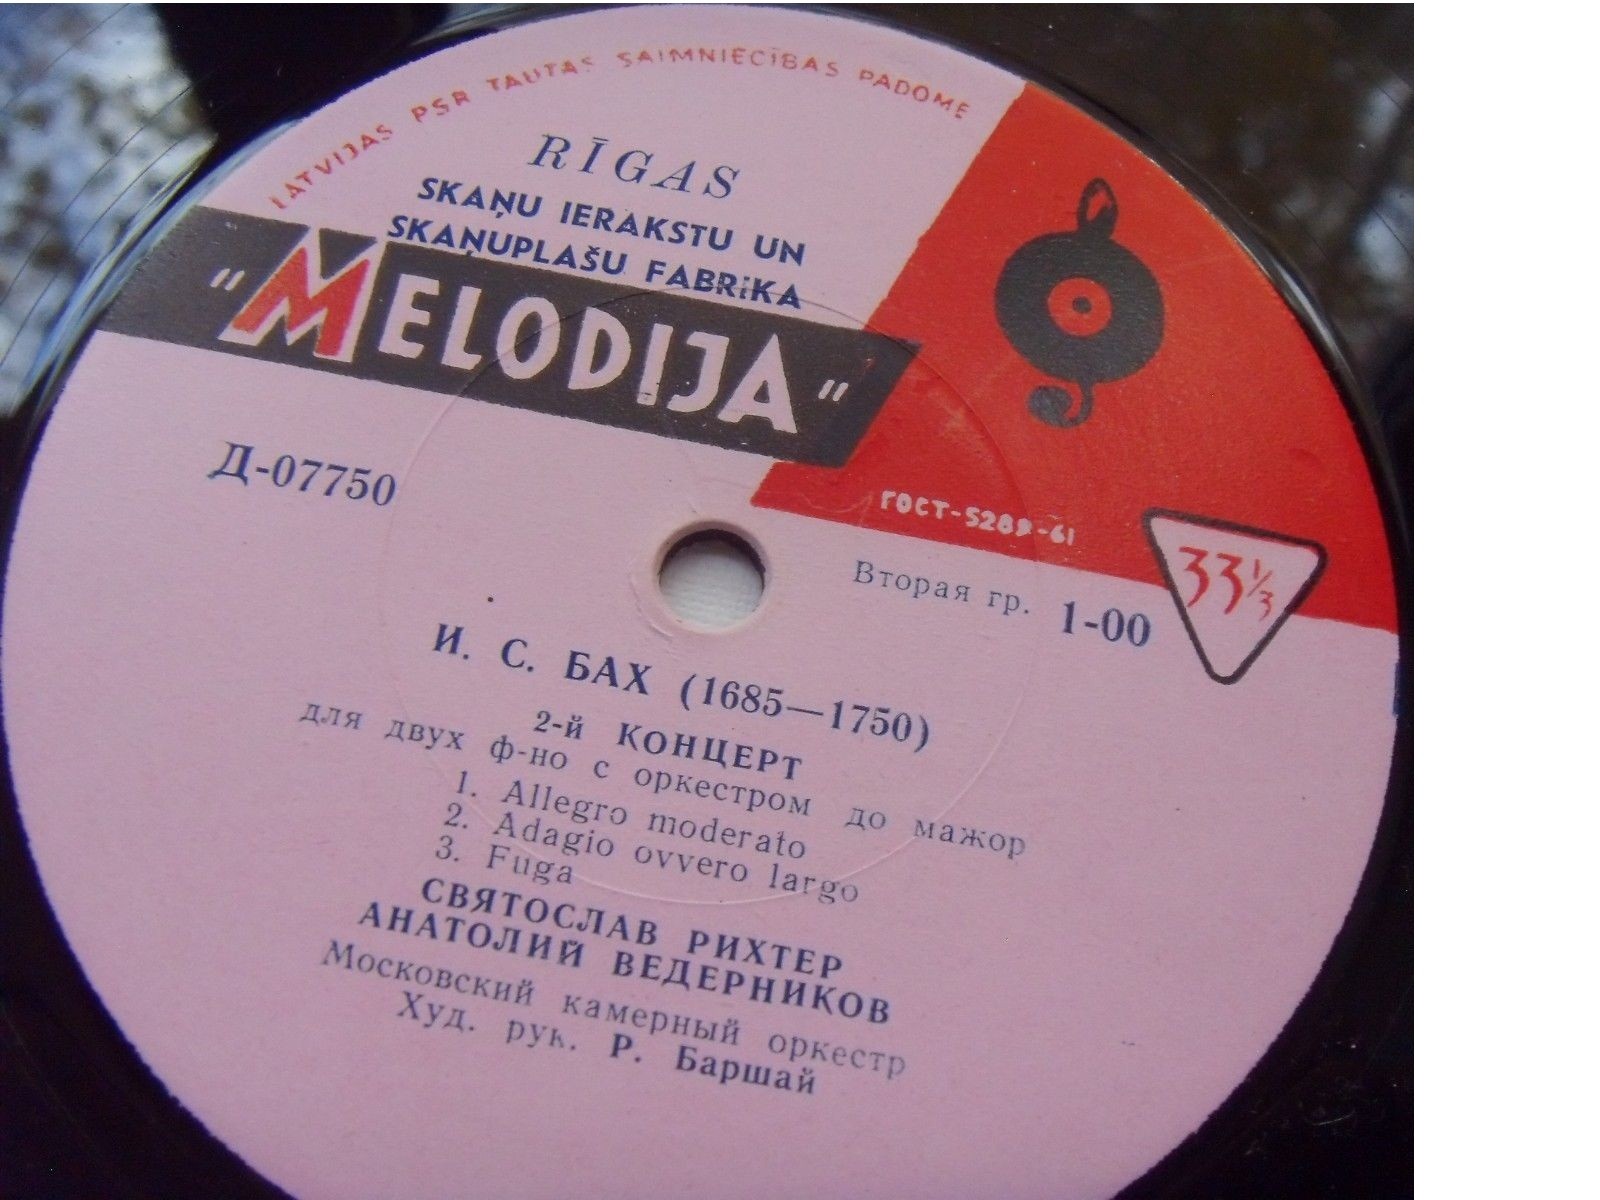 LATVIJAS PSR TAUTAS SAIMNIECĪBAS PADOME
RĪGAS
SKAŅU IERAKSTU UN
SKAŅUPLAŠU FABRIKA
"MELODIJA"
Д-07750
ГОСТ-5289-61
33⅓
Вторая гр. 1-00
И. С. БАХ (1685—1750)
2-й КОНЦЕРТ
для двух ф-но с оркестром до мажор
1. Allegro moderato
2. Adagio ovvero largo
3. Fuga
СВЯТОСЛАВ РИХТЕР
АНАТОЛИЙ ВЕДЕРНИКОВ
Московский камерный оркестр
Худ. рук. Р. Баршай